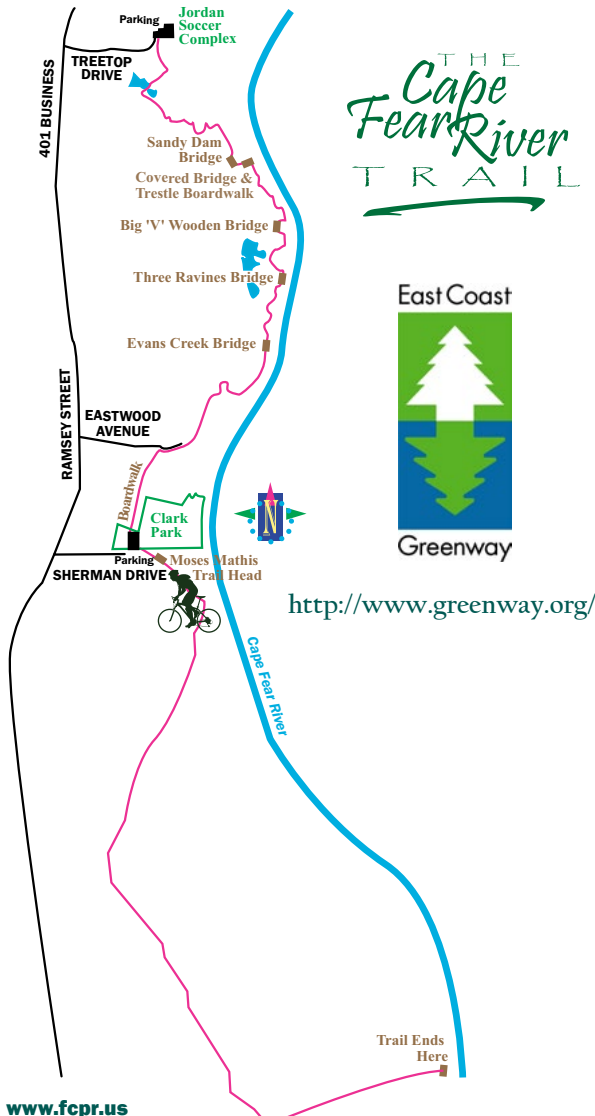 Parking
Jordan
Soccer
Complex
TREETOP
DRIVE
401 BUSINESS
THE
Cape
Fear River
TRAIL
Sandy Dam
Bridge
Covered Bridge &
Trestle Boardwalk
Big 'V' Wooden Bridge
Three Ravines Bridge
Evans Creek Bridge
East Coast
Greenway
RAMSEY STREET
EASTWOOD
AVENUE
Boardwalk
Clark
Park
N
Parking
Moses Mathis
Trail Head
SHERMAN DRIVE
http://www.greenway.org/
Cape Fear River
Trail Ends
Here
www.fcpr.us